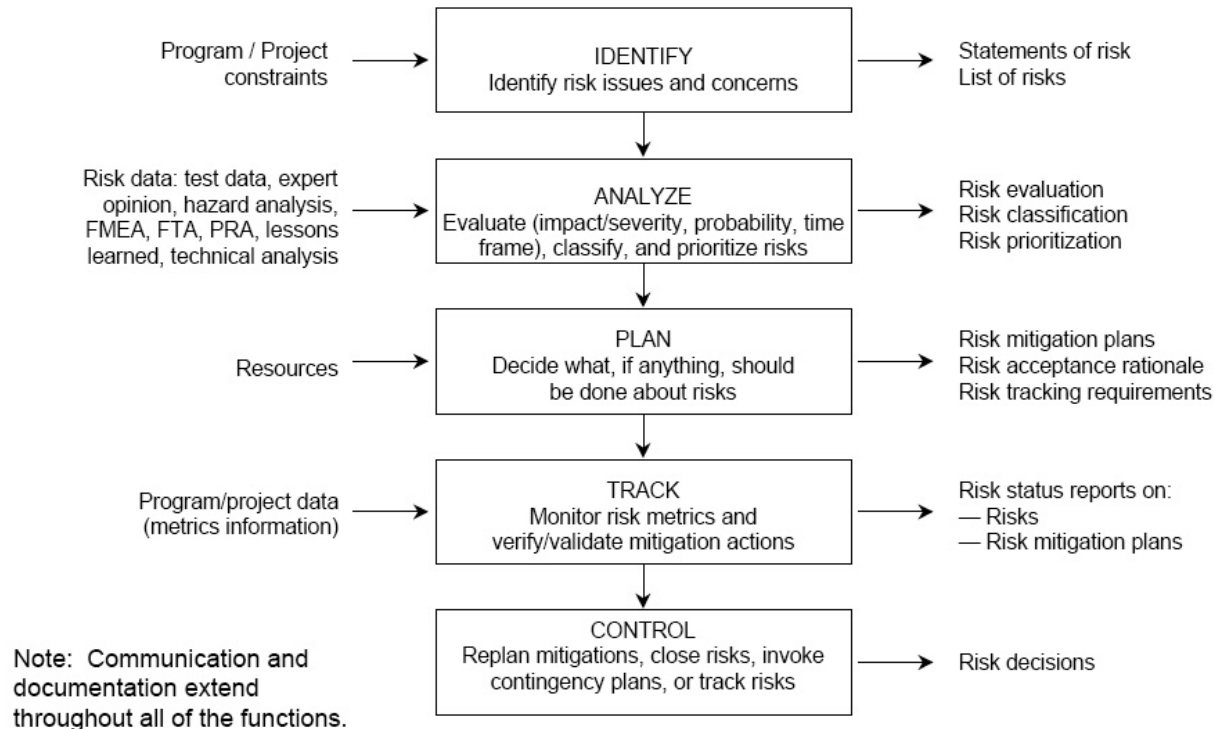 Program / Project
constraints
IDENTIFY
Identify risk issues and concerns
Statements of risk
List of risks
Risk data: test data, expert
opinion, hazard analysis,
FMEA, FTA, PRA, lessons
learned, technical analysis
ANALYZE
Evaluate (impact/severity, probability, time
frame), classify, and prioritize risks
Risk evaluation
Risk classification
Risk prioritization
Resources
PLAN
Decide what, if anything, should
be done about risks
Risk mitigation plans
Risk acceptance rationale
Risk tracking requirements
Program/project data
(metrics information)
TRACK
Monitor risk metrics and
verify/validate mitigation actions
Risk status reports on:
— Risks
— Risk mitigation plans
CONTROL
Replan mitigations, close risks, invoke
contingency plans, or track risks
Risk decisions
Note: Communication and
documentation extend
throughout all of the functions.